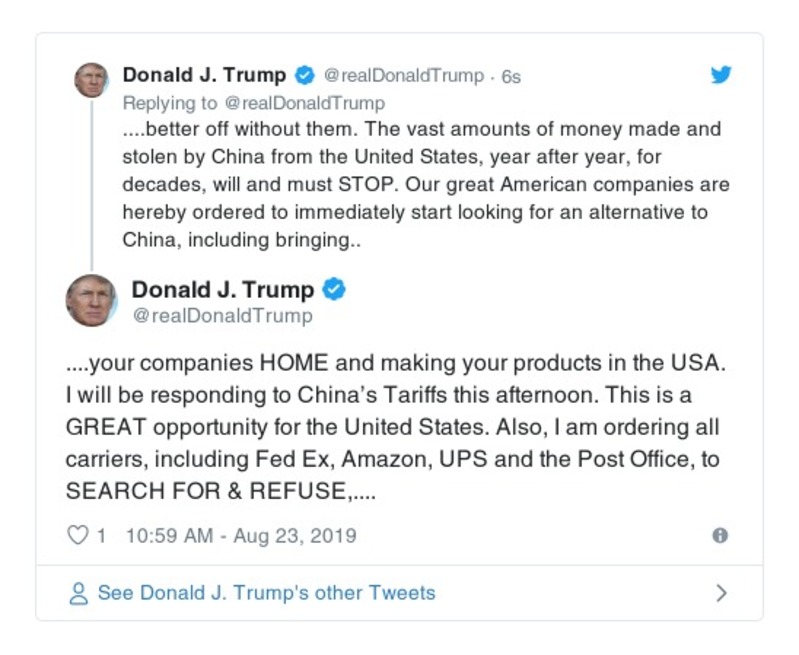 Donald J. Trump @realDonaldTrump · 6s
Replying to @realDonaldTrump
....better off without them. The vast amounts of money made and
stolen by China from the United States, year after year, for
decades, will and must STOP. Our great American companies are
hereby ordered to immediately start looking for an alternative to
China, including bringing..
Donald J. Trump
@realDonaldTrump
....your companies HOME and making your products in the USA.
I will be responding to China’s Tariffs this afternoon. This is a
GREAT opportunity for the United States. Also, I am ordering all
carriers, including Fed Ex, Amazon, UPS and the Post Office, to
SEARCH FOR & REFUSE,....
1 10:59 AM - Aug 23, 2019
See Donald J. Trump's other Tweets